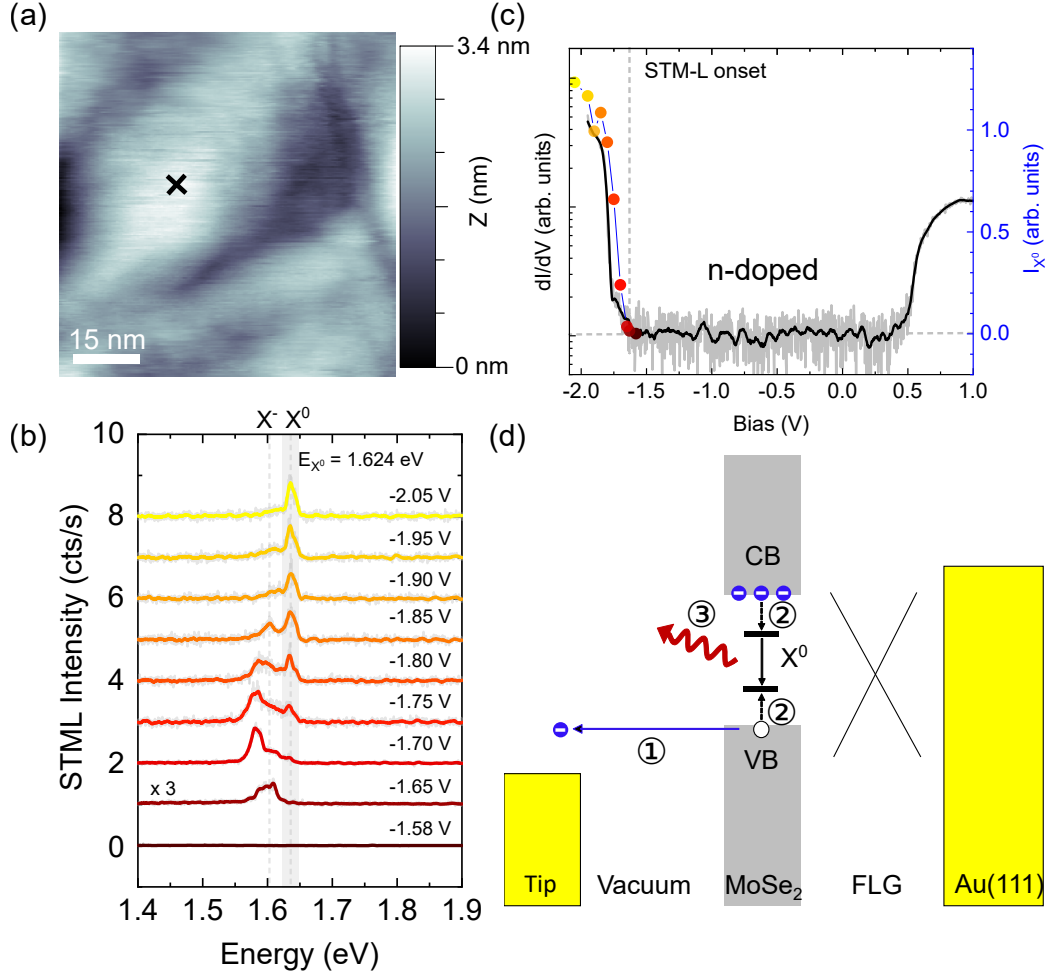 (a)
3.4 nm
Z (nm)
0 nm
15 nm
(c)
STM-L onset
n-doped
dI/dV (arb. units)
I_X⁰ (arb. units)
1.0
0.5
0.0
-2.0 -1.5 -1.0 -0.5 0.0 0.5 1.0
Bias (V)
(b)
X⁻ X⁰
E_X⁰ = 1.624 eV
-2.05 V
-1.95 V
-1.90 V
-1.85 V
-1.80 V
-1.75 V
-1.70 V
x 3
-1.65 V
-1.58 V
10
8
6
4
2
0
STML Intensity (cts/s)
1.4 1.5 1.6 1.7 1.8 1.9
Energy (eV)
(d)
CB
③
②
X⁰
②
①
VB
Tip
Vacuum
MoSe₂
FLG
Au(111)